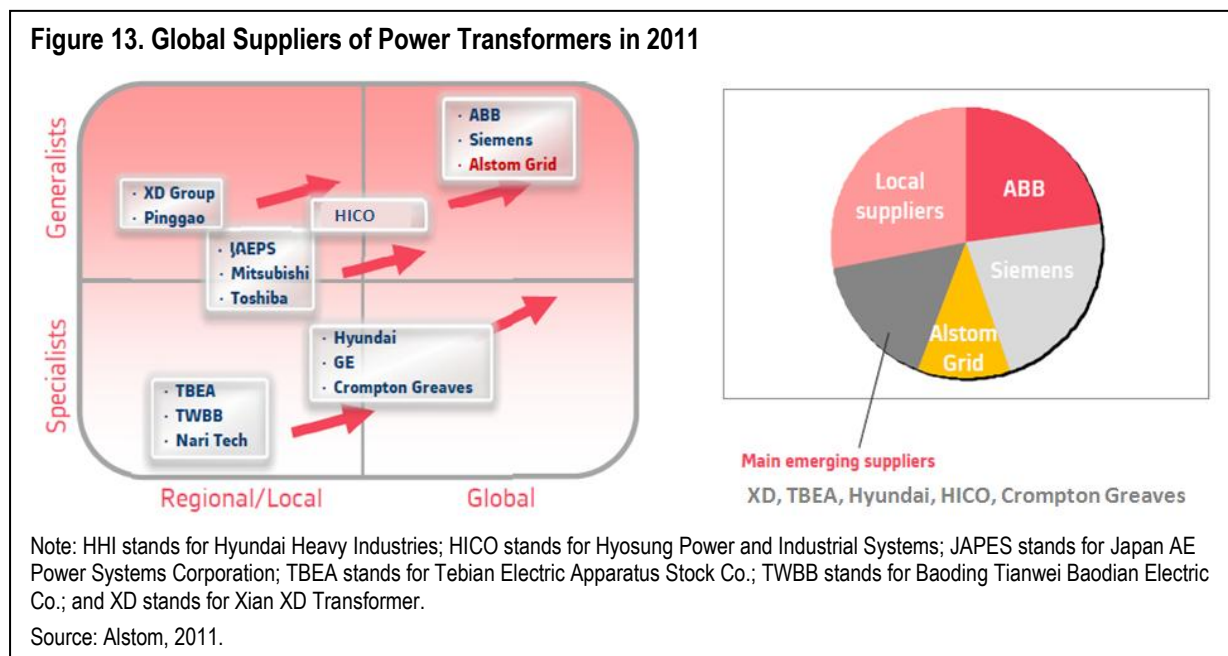 Figure 13. Global Suppliers of Power Transformers in 2011
Generalists
Specialists
· XD Group
· Pinggao
· JAEPS
· Mitsubishi
· Toshiba
HICO
· ABB
· Siemens
· Alstom Grid
· TBEA
· TWBB
· Nari Tech
· Hyundai
· GE
· Crompton Greaves
Regional/Local
Global
Local
suppliers
ABB
Siemens
Alstom
Grid
Main emerging suppliers
XD, TBEA, Hyundai, HICO, Crompton Greaves
Note: HHI stands for Hyundai Heavy Industries; HICO stands for Hyosung Power and Industrial Systems; JAPES stands for Japan AE
Power Systems Corporation; TBEA stands for Tebian Electric Apparatus Stock Co.; TWBB stands for Baoding Tianwei Baodian Electric
Co.; and XD stands for Xian XD Transformer.
Source: Alstom, 2011.